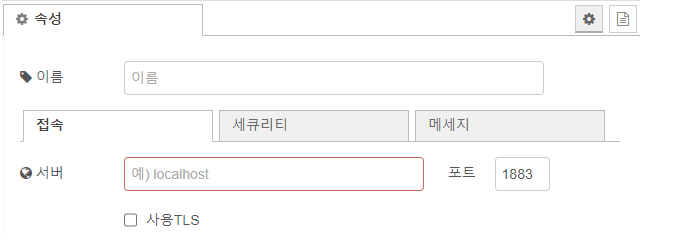 속성
이름 이름
접속 세큐리티 메세지
서버 예) localhost 포트 1883
사용TLS